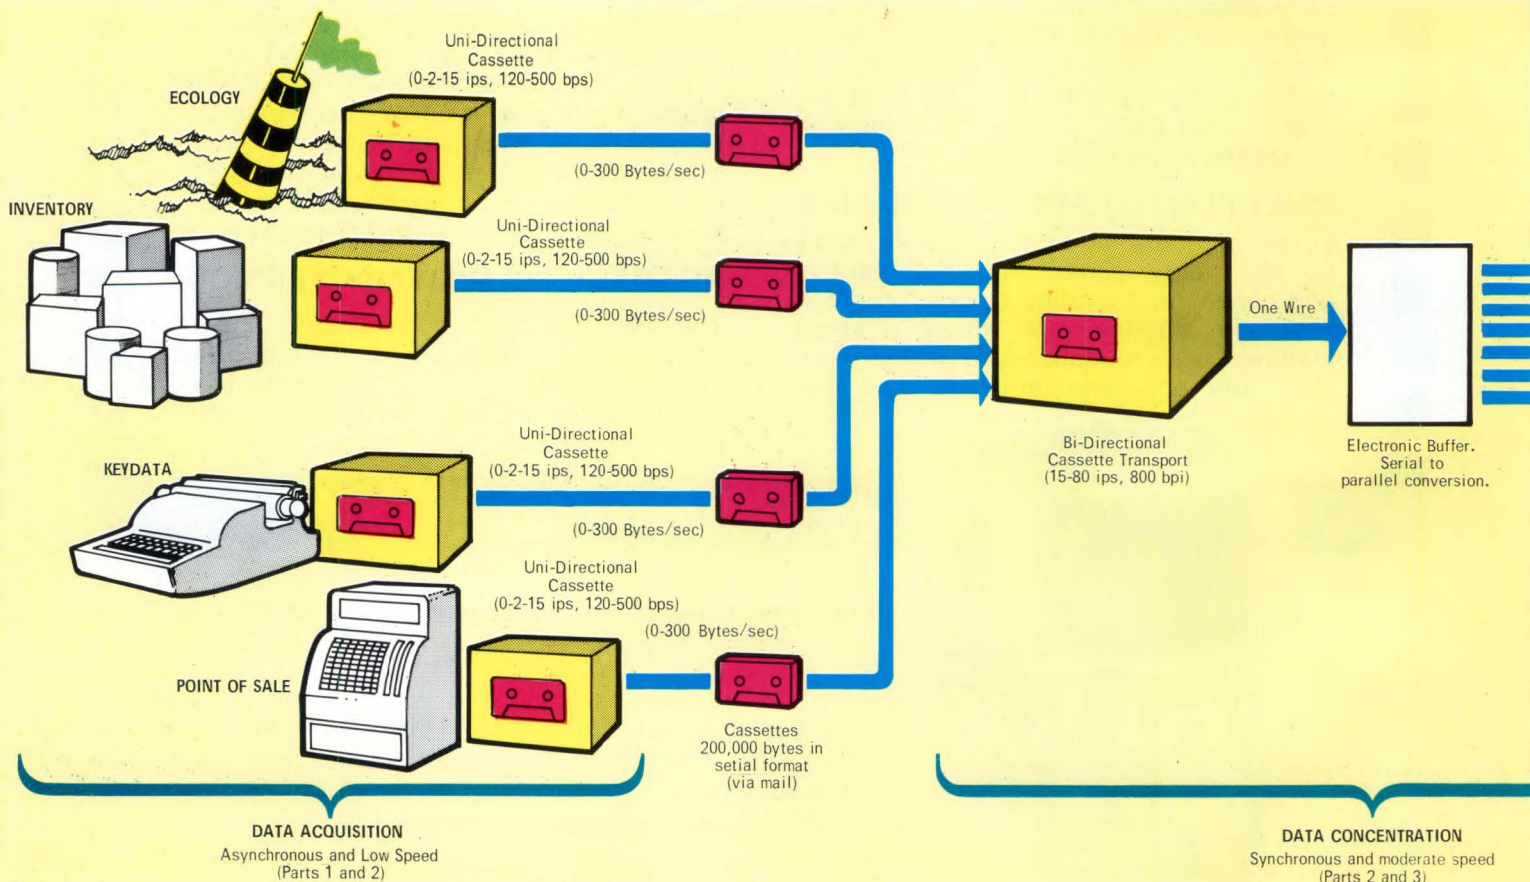 Uni-Directional
Cassette
(0-2-15 ips, 120-500 bps)
ECOLOGY
(0-300 Bytes/sec)
INVENTORY
Uni-Directional
Cassette
(0-2-15 ips, 120-500 bps)
(0-300 Bytes/sec)
One Wire
Bi-Directional
Cassette Transport
(15-80 ips, 800 bpi)
Electronic Buffer.
Serial to
parallel conversion.
KEYDATA
Uni-Directional
Cassette
(0-2-15 ips, 120-500 bps)
(0-300 Bytes/sec)
Uni-Directional
Cassette
(0-2-15 ips, 120-500 bps)
(0-300 Bytes/sec)
POINT OF SALE
Cassettes
200,000 bytes in
setial format
(via mail)
DATA ACQUISITION
Asynchronous and Low Speed
(Parts 1 and 2)
DATA CONCENTRATION
Synchronous and moderate speed
(Parts 2 and 3)